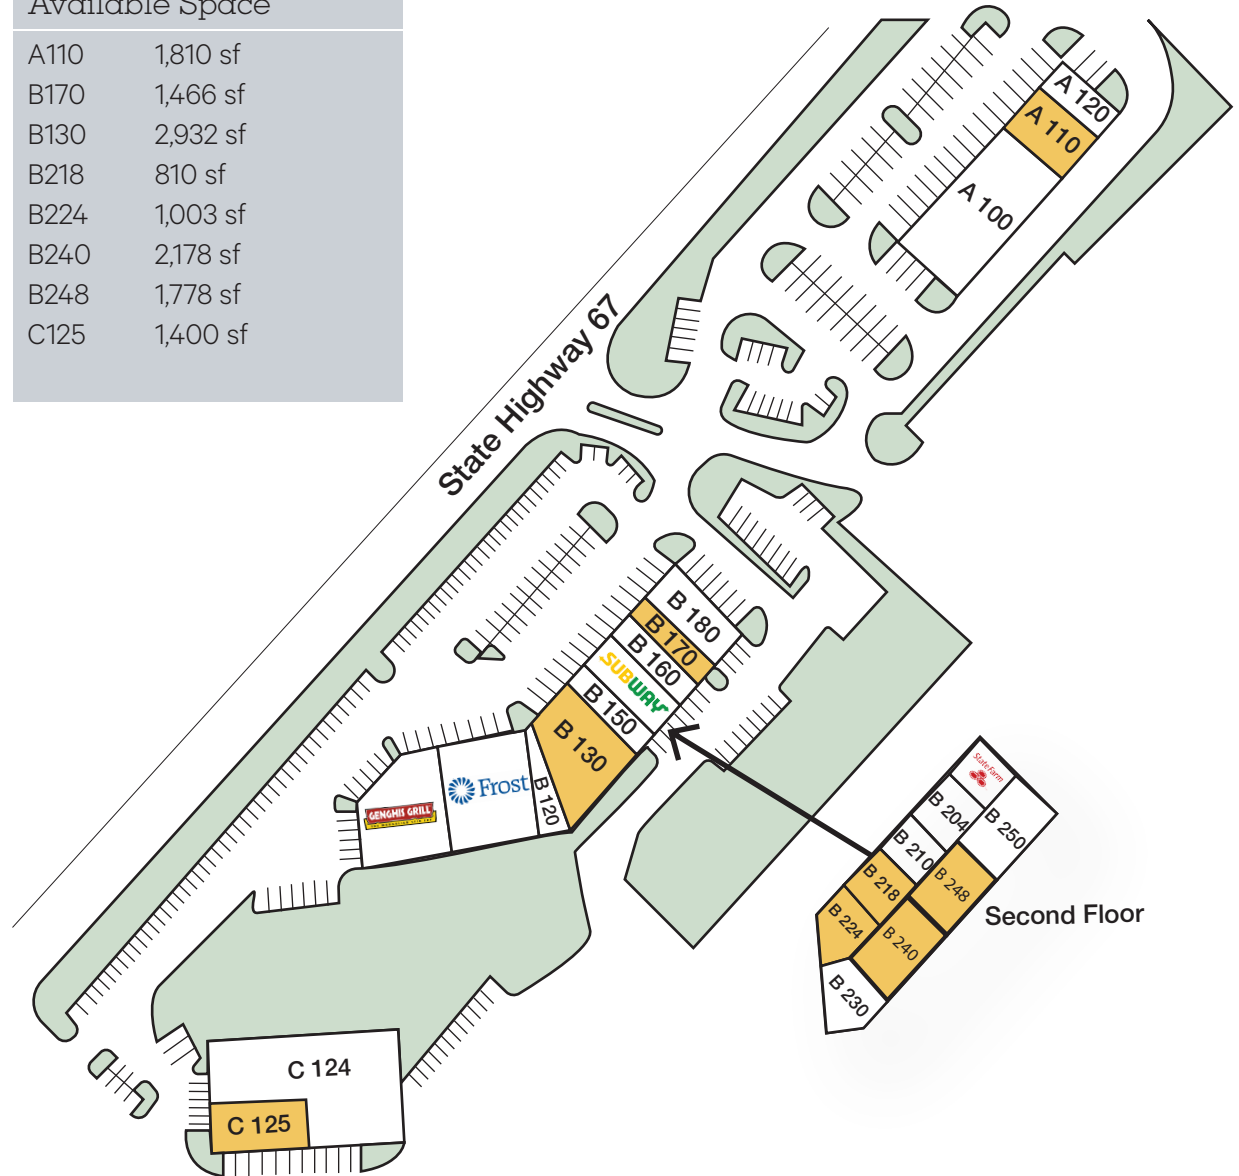 Available Space
A110 1,810 sf
B170 1,466 sf
B130 2,932 sf
B218 810 sf
B224 1,003 sf
B240 2,178 sf
B248 1,778 sf
C125 1,400 sf
State Highway 67
A 120
A 110
A 100
B 180
B 170
B 160
SUBWAY
B 150
B 130
B 120
Frost
GENGHIS GRILL
State Farm
B 204
B 250
B 210
B 248
B 218
B 224
B 240
B 230
Second Floor
C 124
C 125